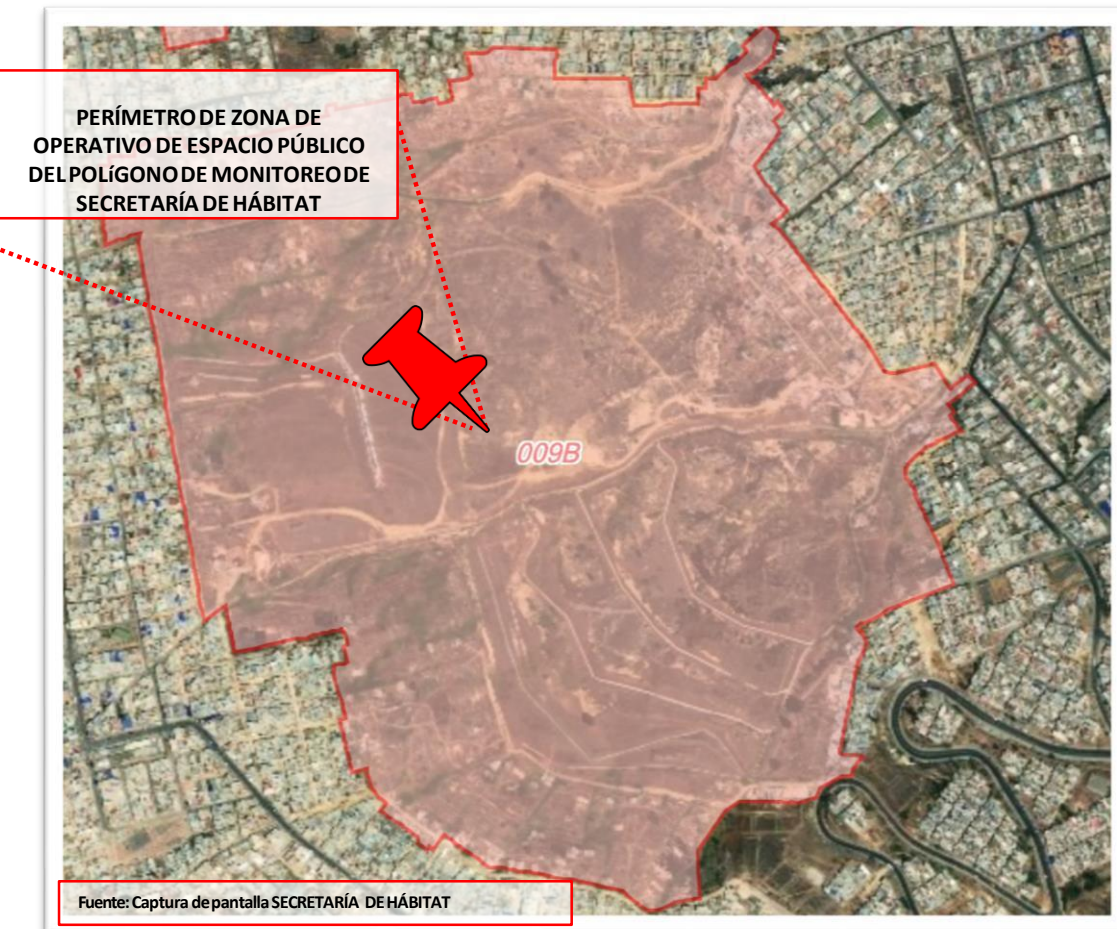 PERÍMETRO DE ZONA DE
OPERATIVO DE ESPACIO PÚBLICO
DEL POLíGONO DE MONITOREO DE
SECRETARÍA DE HÁBITAT
009B
Fuente: Captura de pantalla SECRETARÍA DE HÁBITAT